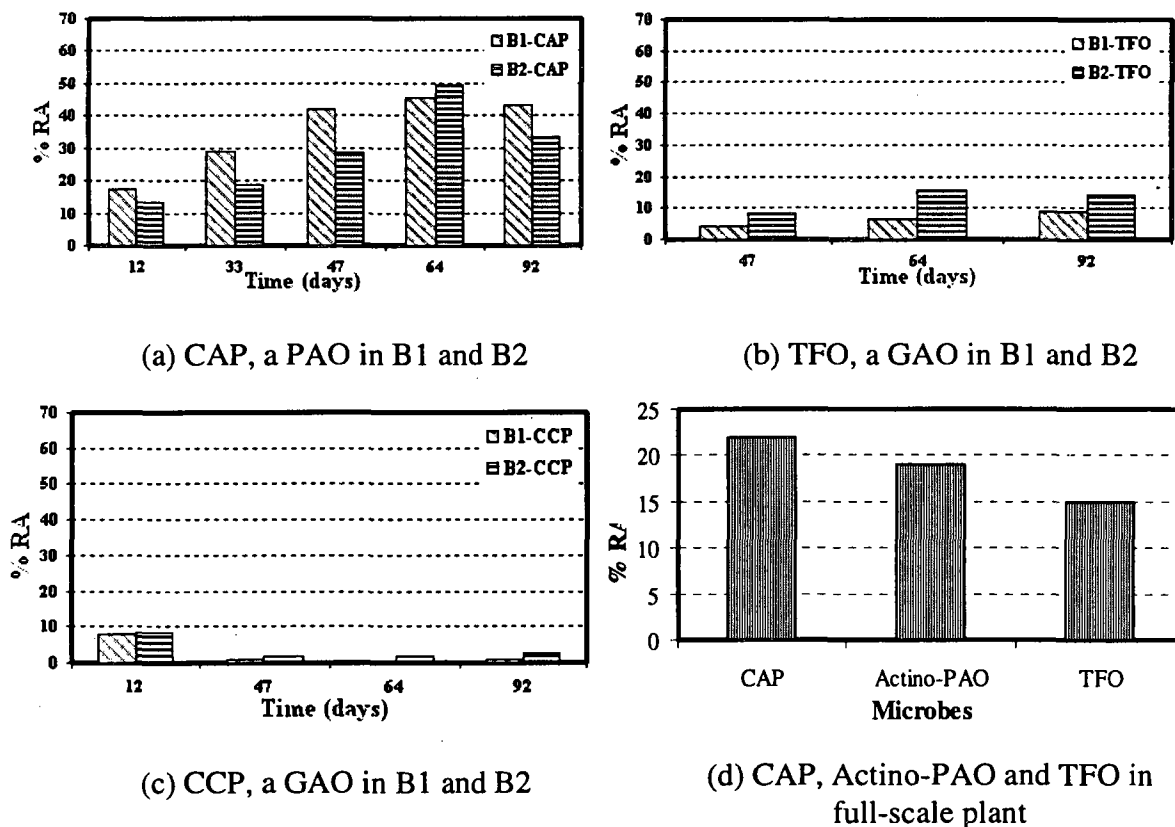 70
60
50
40
30
20
10
0
% RA
B1-CAP
B2-CAP
12 33 47 64 92
Time (days)
(a) CAP, a PAO in B1 and B2
70
60
50
40
30
20
10
0
% RA
B1-TFO
B2-TFO
47 64 92
Time (days)
(b) TFO, a GAO in B1 and B2
70
60
50
40
30
20
10
0
% RA
B1-CCP
B2-CCP
12 47 64 92
Time (days)
(c) CCP, a GAO in B1 and B2
25
20
15
10
5
0
% RA
CAP Actino-PAO TFO
Microbes
(d) CAP, Actino-PAO and TFO in
full-scale plant